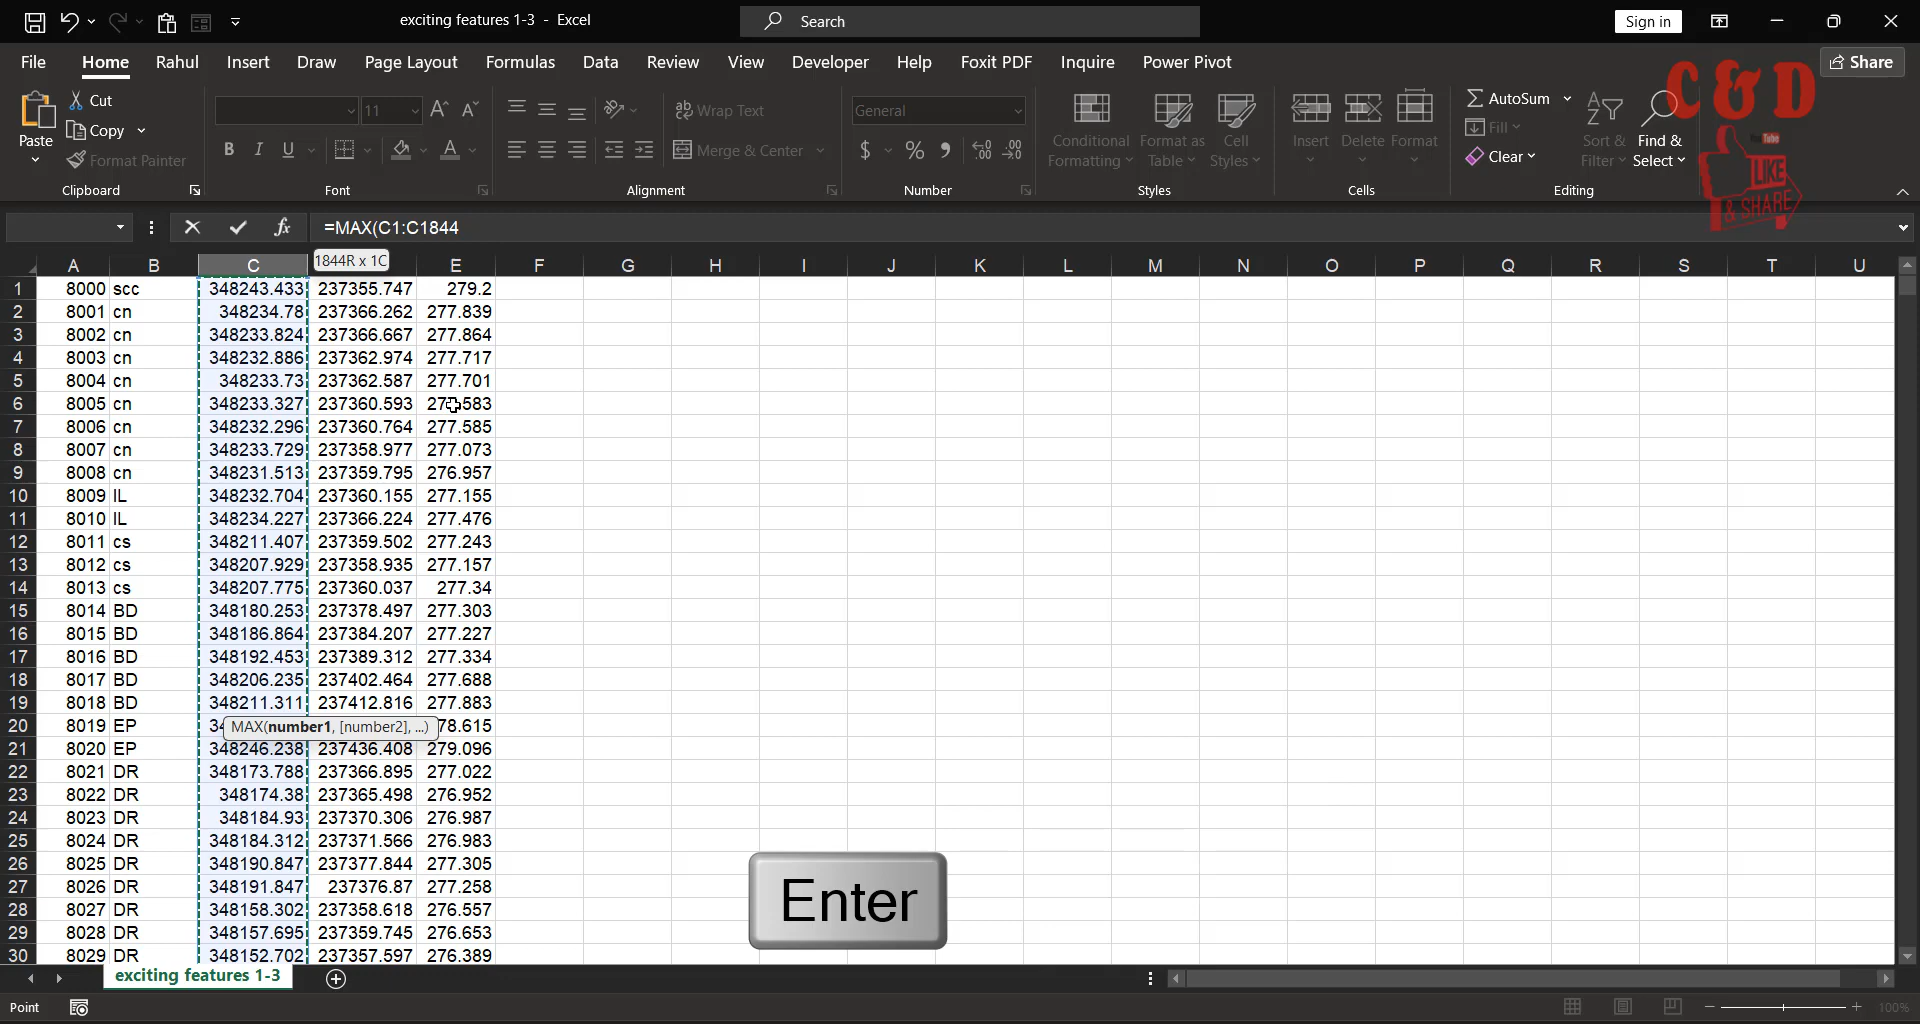 exciting features 1-3 - Excel
Search
Sign in
File Home Rahul Insert Draw Page Layout Formulas Data Review View Developer Help Foxit PDF Inquire Power Pivot
Share
C & D
YouTube
LIKE
& SHARE
Paste
Cut
Copy
Format Painter
Clipboard
11
B I U
Font
ab Wrap Text
Merge & Center
Alignment
General
$ % 9
Number
Conditional Formatting
Format as Table
Cell Styles
Styles
Insert Delete Format
Cells
AutoSum
Fill
Clear
Sort & Filter
Find & Select
Editing
fx =MAX(C1:C1844
1844R x 1C
A B C E F G H I J K L M N O P Q R S T U
1 8000 scc 348243.433 237355.747 279.2
2 8001 cn 348234.78 237366.262 277.839
3 8002 cn 348233.824 237366.667 277.864
4 8003 cn 348232.886 237362.974 277.717
5 8004 cn 348233.73 237362.587 277.701
6 8005 cn 348233.327 237360.593 277.583
7 8006 cn 348232.296 237360.764 277.585
8 8007 cn 348233.729 237358.977 277.073
9 8008 cn 348231.513 237359.795 276.957
10 8009 IL 348232.704 237360.155 277.155
11 8010 IL 348234.227 237366.224 277.476
12 8011 cs 348211.407 237359.502 277.243
13 8012 cs 348207.929 237358.935 277.157
14 8013 cs 348207.775 237360.037 277.34
15 8014 BD 348180.253 237378.497 277.303
16 8015 BD 348186.864 237384.207 277.227
17 8016 BD 348192.453 237389.312 277.334
18 8017 BD 348206.235 237402.464 277.688
19 8018 BD 348211.311 237412.816 277.883
20 8019 EP 34 MAX(number1, [number2], ...) 78.615
21 8020 EP 348246.238 237436.408 279.096
22 8021 DR 348173.788 237366.895 277.022
23 8022 DR 348174.38 237365.498 276.952
24 8023 DR 348184.93 237370.306 276.987
25 8024 DR 348184.312 237371.566 276.983
26 8025 DR 348190.847 237377.844 277.305
27 8026 DR 348191.847 237376.87 277.258
28 8027 DR 348158.302 237358.618 276.557
29 8028 DR 348157.695 237359.745 276.653
30 8029 DR 348152.702 237357.597 276.389
Enter
exciting features 1-3
Point
100%